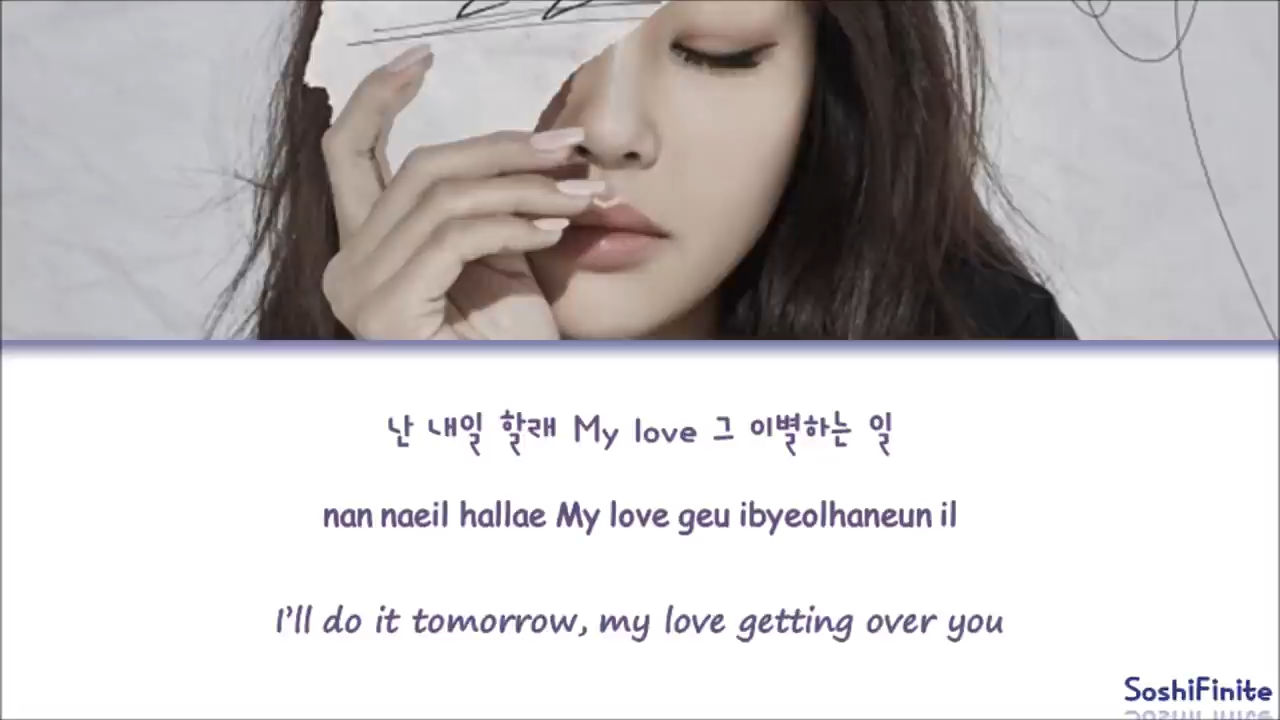 난 내일 할래 My love 그 이별하는 일
nan naeil hallae My love geu ibyeolhaneun il
I'll do it tomorrow, my love getting over you
SoshiFinite